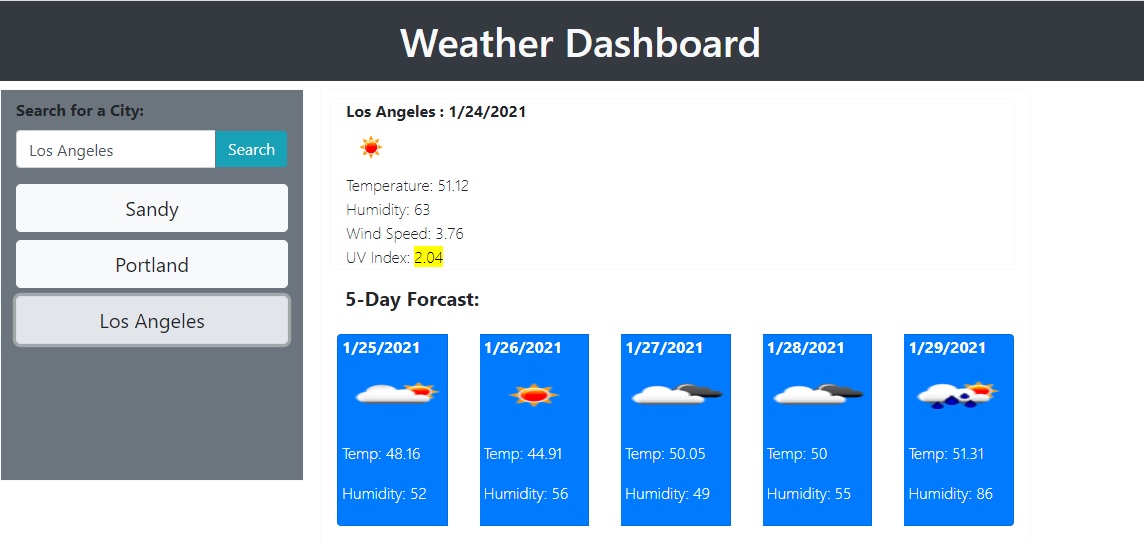 Weather Dashboard
Search for a City:
Los Angeles
Search
Sandy
Portland
Los Angeles
Los Angeles : 1/24/2021
Temperature: 51.12
Humidity: 63
Wind Speed: 3.76
UV Index: 2.04
5-Day Forcast:
1/25/2021
Temp: 48.16
Humidity: 52
1/26/2021
Temp: 44.91
Humidity: 56
1/27/2021
Temp: 50.05
Humidity: 49
1/28/2021
Temp: 50
Humidity: 55
1/29/2021
Temp: 51.31
Humidity: 86